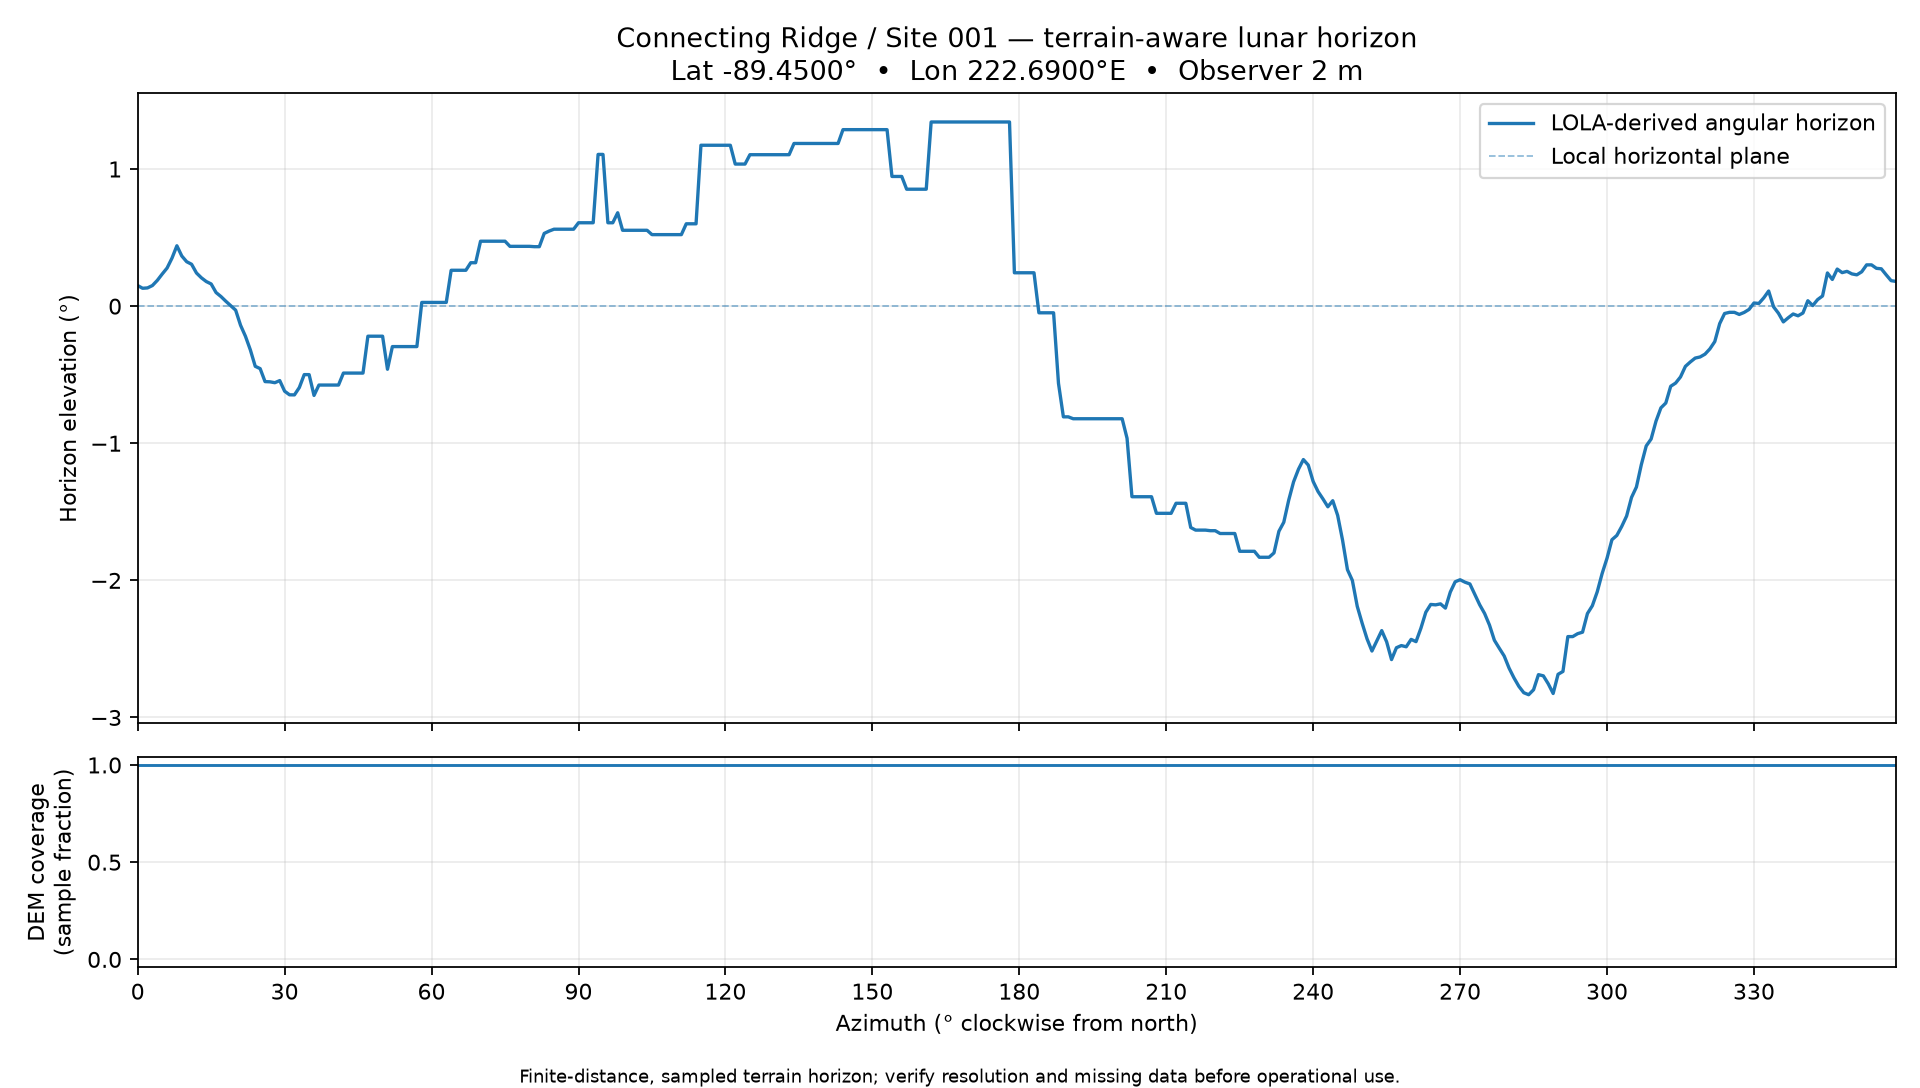 Connecting Ridge / Site 001 — terrain-aware lunar horizon
Lat -89.4500° • Lon 222.6900°E • Observer 2 m
LOLA-derived angular horizon
Local horizontal plane
Horizon elevation (°)
1
0
−1
−2
−3
DEM coverage
(sample fraction)
1.0
0.5
0.0
0 30 60 90 120 150 180 210 240 270 300 330
Azimuth (° clockwise from north)
Finite-distance, sampled terrain horizon; verify resolution and missing data before operational use.